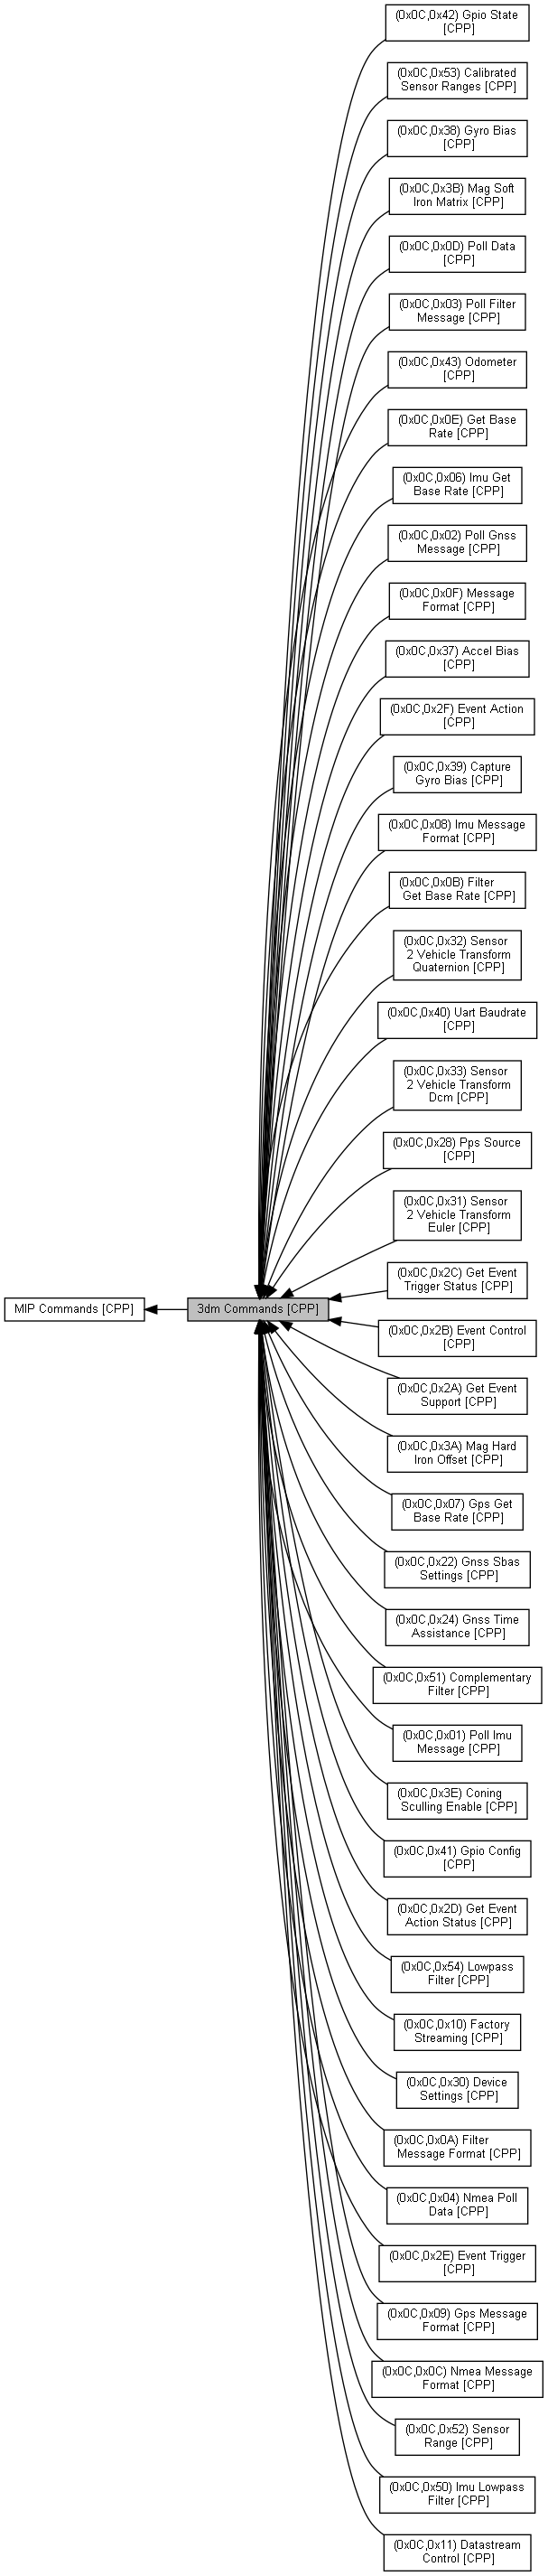 (0x0C,0x42) Gpio State
[CPP]
(0x0C,0x53) Calibrated
Sensor Ranges [CPP]
(0x0C,0x38) Gyro Bias
[CPP]
(0x0C,0x3B) Mag Soft
Iron Matrix [CPP]
(0x0C,0x0D) Poll Data
[CPP]
(0x0C,0x03) Poll Filter
Message [CPP]
(0x0C,0x43) Odometer
[CPP]
(0x0C,0x0E) Get Base
Rate [CPP]
(0x0C,0x06) Imu Get
Base Rate [CPP]
(0x0C,0x02) Poll Gnss
Message [CPP]
(0x0C,0x0F) Message
Format [CPP]
(0x0C,0x37) Accel Bias
[CPP]
(0x0C,0x2F) Event Action
[CPP]
(0x0C,0x39) Capture
Gyro Bias [CPP]
(0x0C,0x08) Imu Message
Format [CPP]
(0x0C,0x0B) Filter
Get Base Rate [CPP]
(0x0C,0x32) Sensor
2 Vehicle Transform
Quaternion [CPP]
(0x0C,0x40) Uart Baudrate
[CPP]
(0x0C,0x33) Sensor
2 Vehicle Transform
Dcm [CPP]
(0x0C,0x28) Pps Source
[CPP]
(0x0C,0x31) Sensor
2 Vehicle Transform
Euler [CPP]
(0x0C,0x2C) Get Event
Trigger Status [CPP]
MIP Commands [CPP]
3dm Commands [CPP]
(0x0C,0x2B) Event Control
[CPP]
(0x0C,0x2A) Get Event
Support [CPP]
(0x0C,0x3A) Mag Hard
Iron Offset [CPP]
(0x0C,0x07) Gps Get
Base Rate [CPP]
(0x0C,0x22) Gnss Sbas
Settings [CPP]
(0x0C,0x24) Gnss Time
Assistance [CPP]
(0x0C,0x51) Complementary
Filter [CPP]
(0x0C,0x01) Poll Imu
Message [CPP]
(0x0C,0x3E) Coning
Sculling Enable [CPP]
(0x0C,0x41) Gpio Config
[CPP]
(0x0C,0x2D) Get Event
Action Status [CPP]
(0x0C,0x54) Lowpass
Filter [CPP]
(0x0C,0x10) Factory
Streaming [CPP]
(0x0C,0x30) Device
Settings [CPP]
(0x0C,0x0A) Filter
Message Format [CPP]
(0x0C,0x04) Nmea Poll
Data [CPP]
(0x0C,0x2E) Event Trigger
[CPP]
(0x0C,0x09) Gps Message
Format [CPP]
(0x0C,0x0C) Nmea Message
Format [CPP]
(0x0C,0x52) Sensor
Range [CPP]
(0x0C,0x50) Imu Lowpass
Filter [CPP]
(0x0C,0x11) Datastream
Control [CPP]